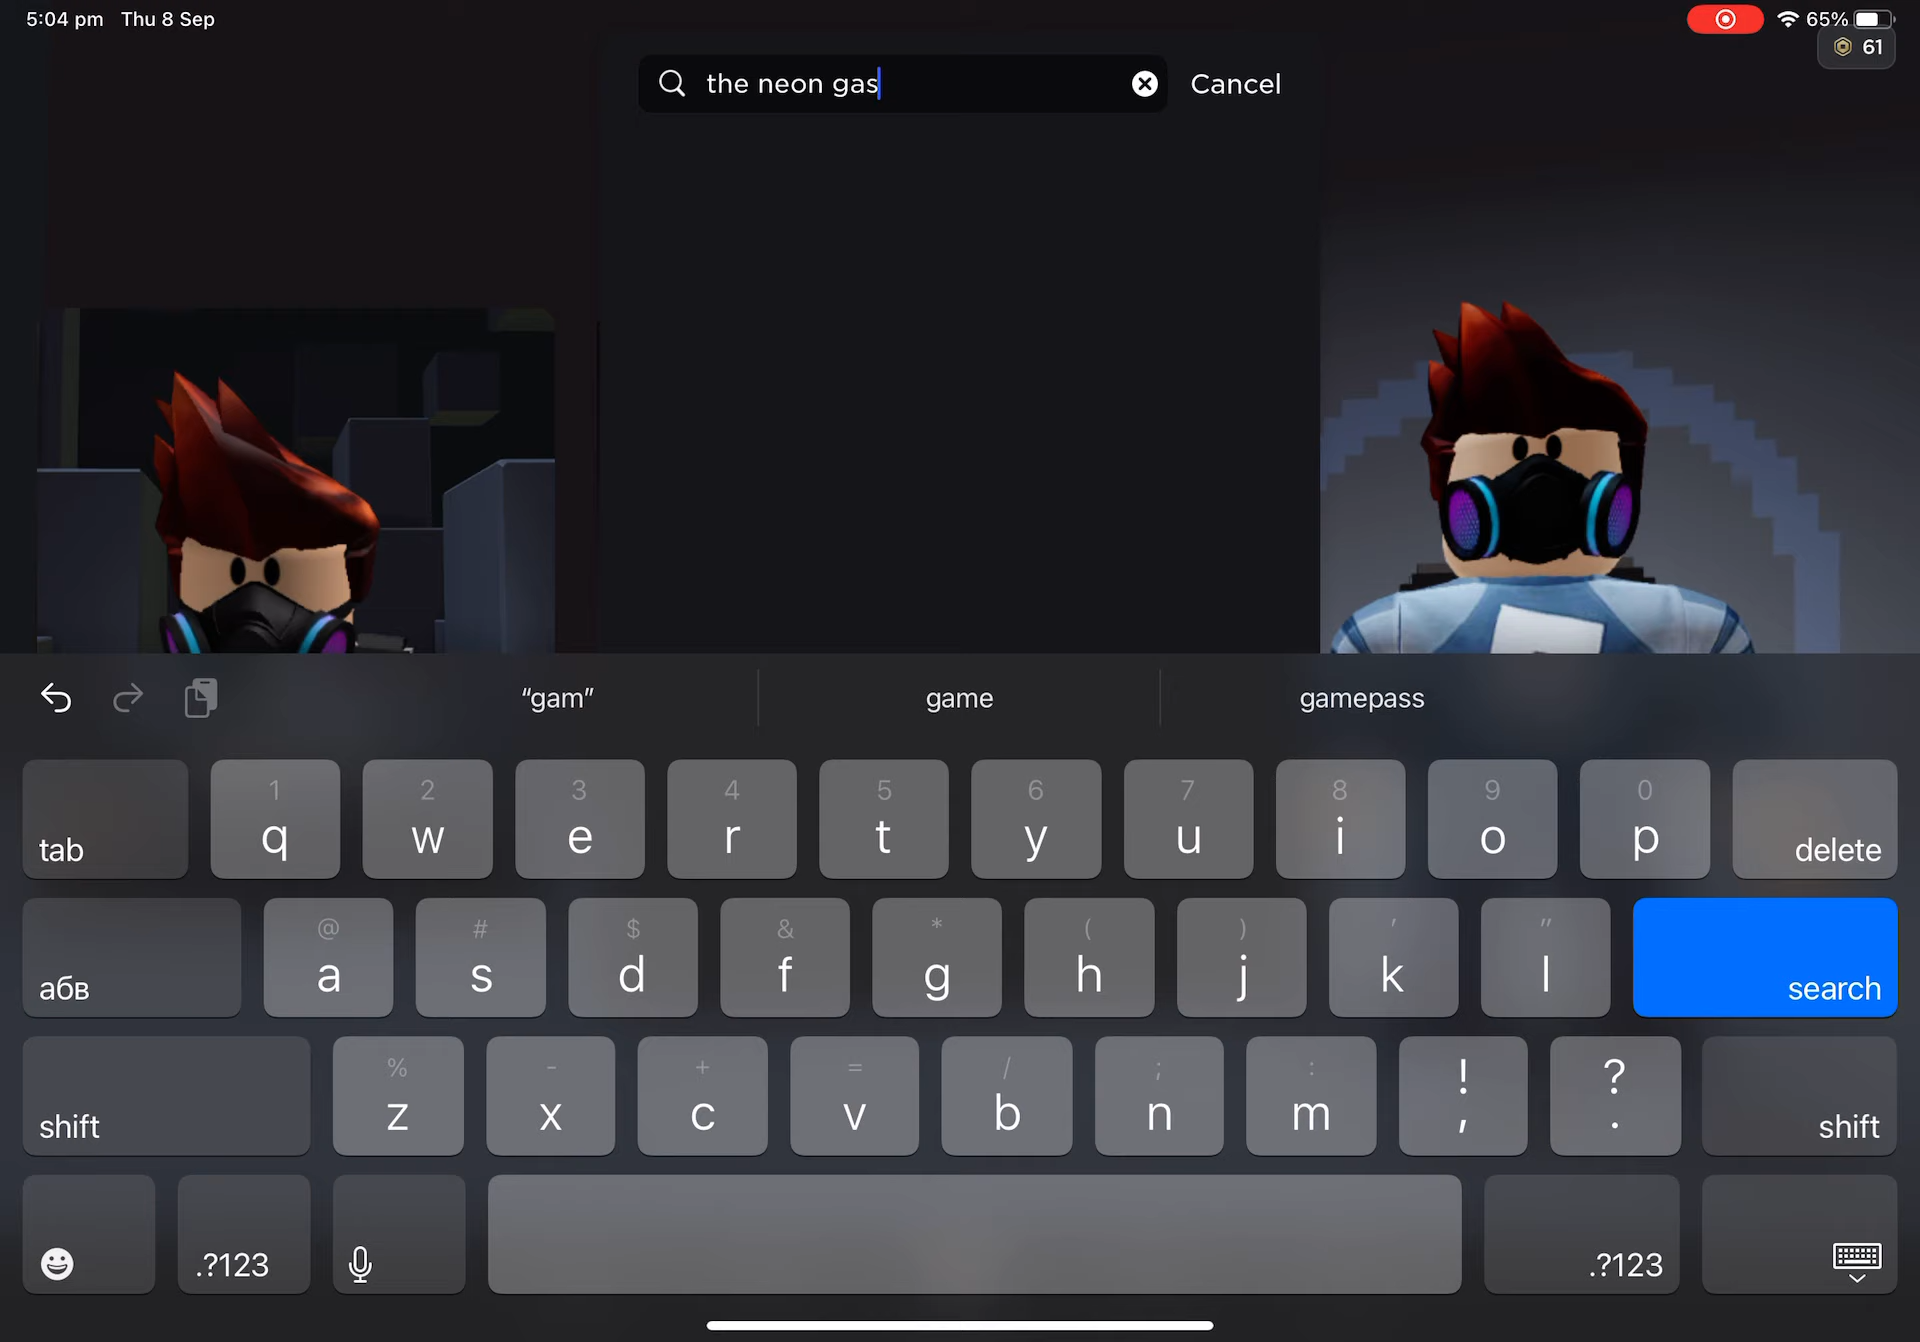 5:04 pm Thu 8 Sep 65%
61
the neon gas Cancel
“gam” game gamepass
1 2 3 4 5 6 7 8 9 0
tab q w e r t y u i o p delete
@ # $ & * ( ) ' "
абв a s d f g h j k l search
% - + = / ; : ! ?
shift z x c v b n m , . shift
.?123 .?123